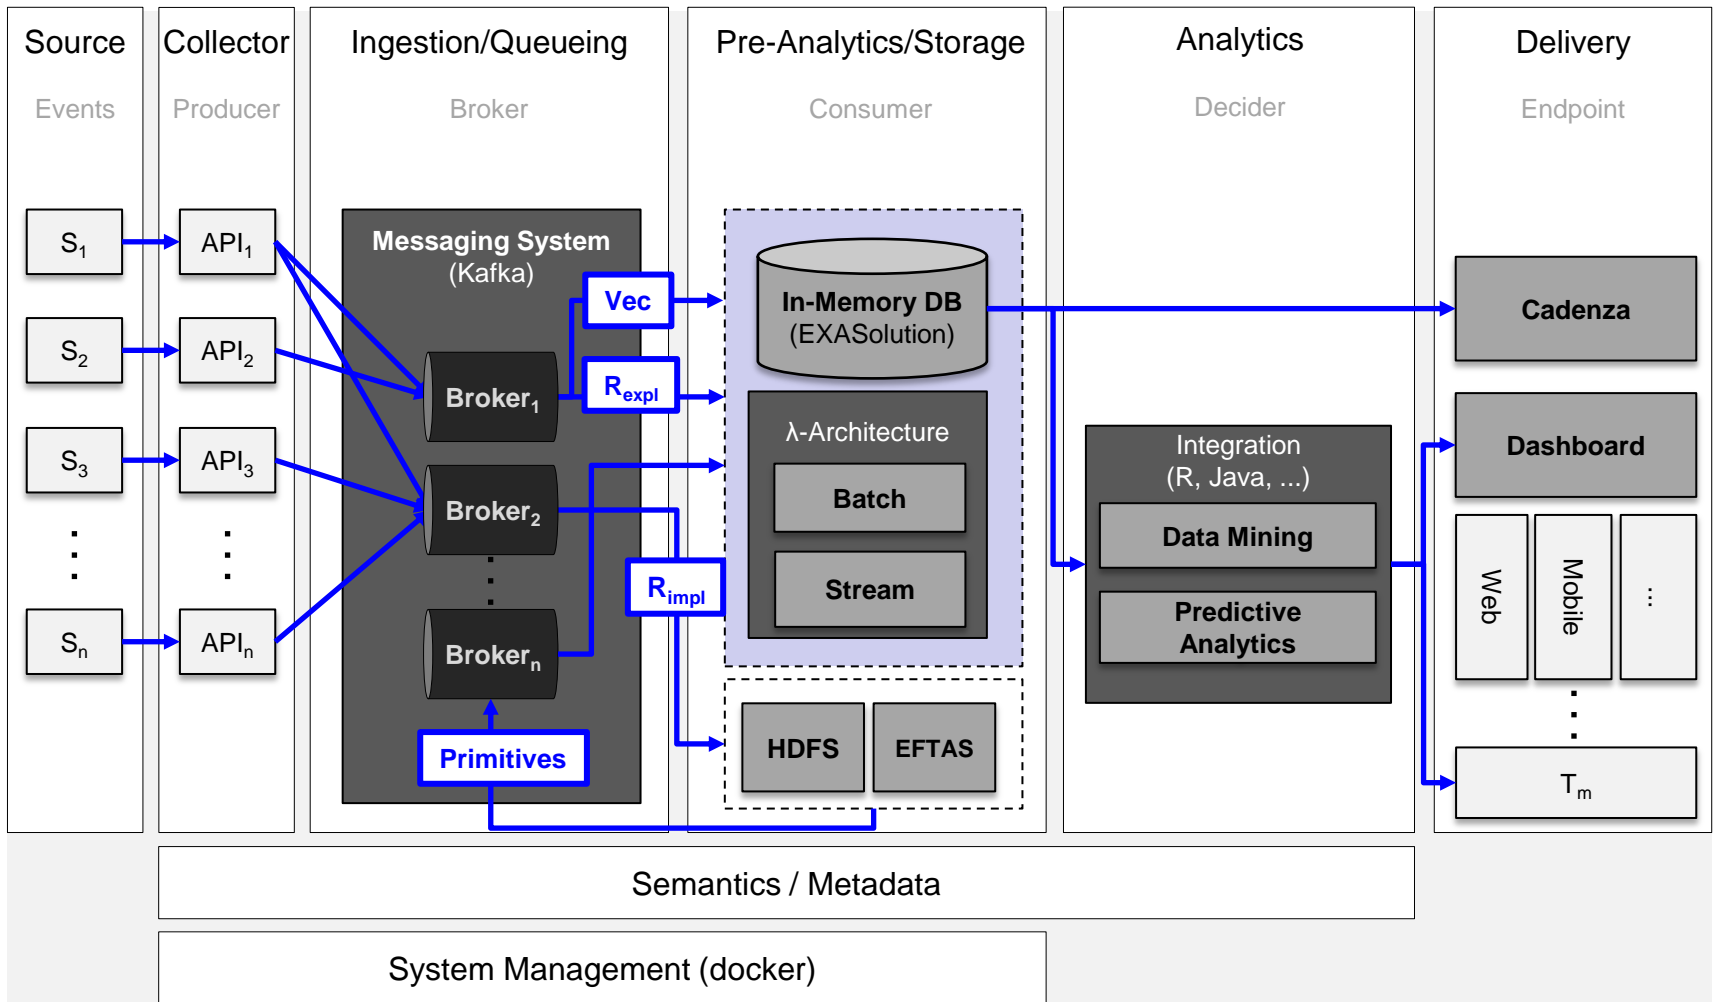 Source
Events
S1
S2
S3
Sn
Collector
Producer
API1
API2
API3
APIn
Ingestion/Queueing
Broker
Messaging System
(Kafka)
Vec
Rexpl
Broker1
Broker2
Rimpl
Brokern
Primitives
Pre-Analytics/Storage
Consumer
In-Memory DB
(EXASolution)
λ-Architecture
Batch
Stream
HDFS
EFTAS
Analytics
Decider
Integration
(R, Java, ...)
Data Mining
Predictive
Analytics
Delivery
Endpoint
Cadenza
Dashboard
Web
Mobile
...
Tm
Semantics / Metadata
System Management (docker)